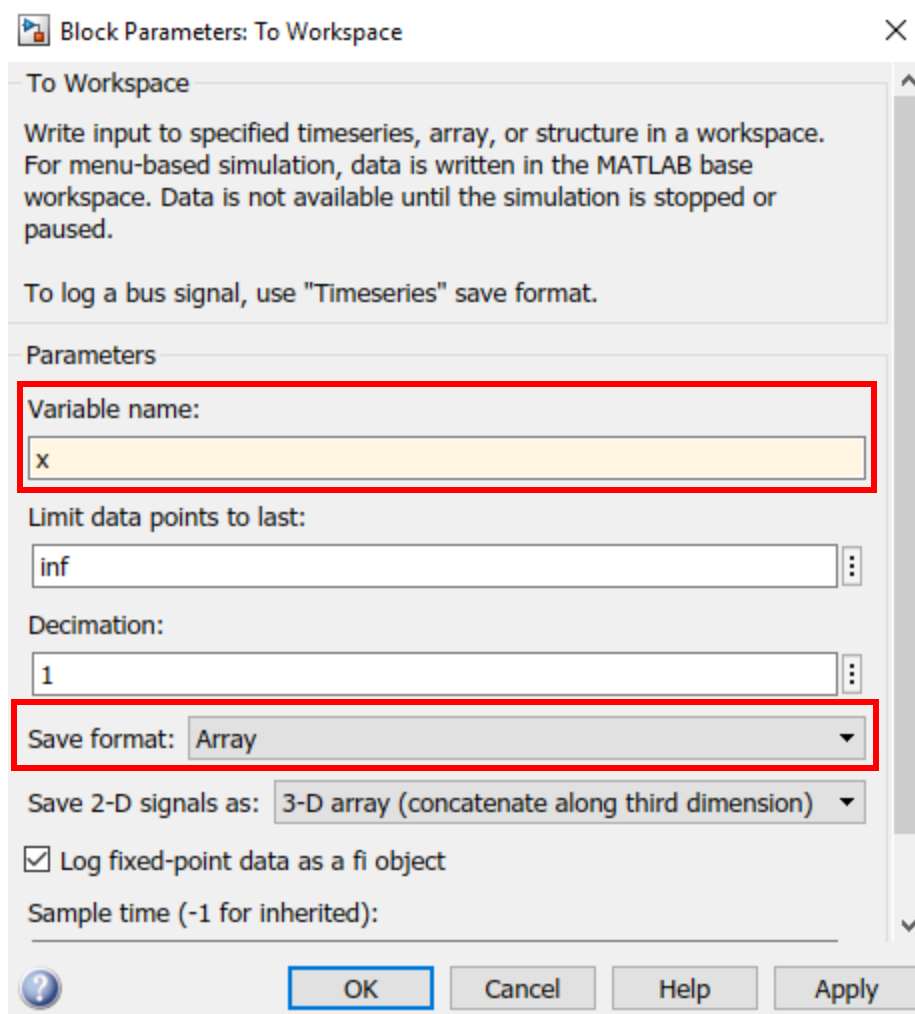 Block Parameters: To Workspace
To Workspace
Write input to specified timeseries, array, or structure in a workspace.
For menu-based simulation, data is written in the MATLAB base
workspace. Data is not available until the simulation is stopped or
paused.
To log a bus signal, use "Timeseries" save format.
Parameters
Variable name:
x
Limit data points to last:
inf
Decimation:
1
Save format: Array
Save 2-D signals as: 3-D array (concatenate along third dimension)
Log fixed-point data as a fi object
Sample time (-1 for inherited):
? OK Cancel Help Apply